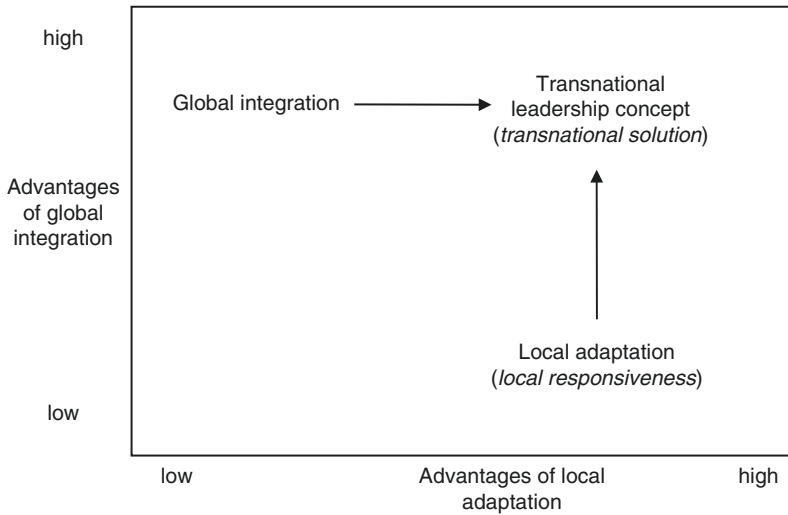 high
Global integration
Transnational
leadership concept
(transnational solution)
Advantages
of global
integration
Local adaptation
(local responsiveness)
low
low
Advantages of local
adaptation
high